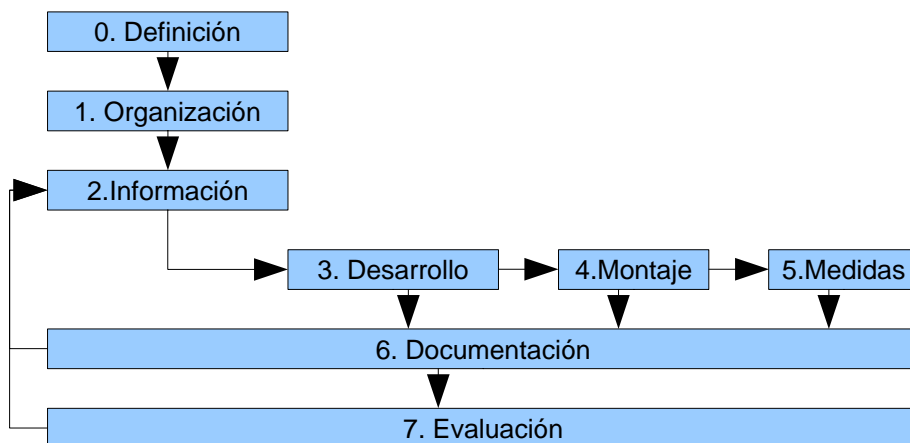 0. Definición
1. Organización
2.Información
3. Desarrollo
4.Montaje
5.Medidas
6. Documentación
7. Evaluación